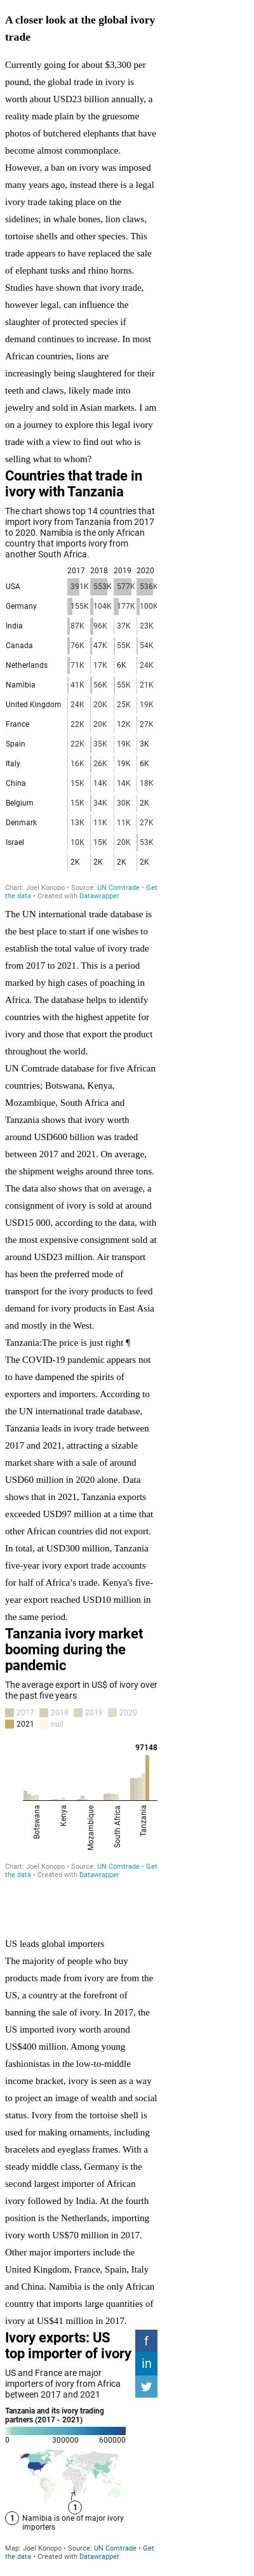 A closer look at the global ivory
trade
Currently going for about $3,300 per
pound, the global trade in ivory is
worth about USD23 billion annually, a
reality made plain by the gruesome
photos of butchered elephants that have
become almost commonplace.
However, a ban on ivory was imposed
many years ago, instead there is a legal
ivory trade taking place on the
sidelines; in whale bones, lion claws,
tortoise shells and other species. This
trade appears to have replaced the sale
of elephant tusks and rhino horns.
Studies have shown that ivory trade,
however legal, can influence the
slaughter of protected species if
demand continues to increase. In most
African countries, lions are
increasingly being slaughtered for their
teeth and claws, likely made into
jewelry and sold in Asian markets. I am
on a journey to explore this legal ivory
trade with a view to find out who is
selling what to whom?
Countries that trade in
ivory with Tanzania
The chart shows top 14 countries that
import ivory from Tanzania from 2017
to 2020. Namibia is the only African
country that imports ivory from
another South Africa.
2017 2018 2019 2020
USA 391K 553K 577K 536K
Germany 155K 104K 177K 100K
India 87K 96K 37K 23K
Canada 76K 47K 55K 54K
Netherlands 71K 17K 6K 24K
Namibia 41K 56K 55K 21K
United Kingdom 24K 20K 25K 19K
France 22K 20K 12K 27K
Spain 22K 35K 19K 3K
Italy 16K 26K 19K 6K
China 15K 14K 14K 18K
Belgium 15K 34K 30K 2K
Denmark 13K 11K 11K 27K
Israel 10K 15K 20K 53K
2K 2K 2K 2K
Chart: Joel Konopo • Source: UN Comtrade • Get
the data • Created with Datawrapper
The UN international trade database is
the best place to start if one wishes to
establish the total value of ivory trade
from 2017 to 2021. This is a period
marked by high cases of poaching in
Africa. The database helps to identify
countries with the highest appetite for
ivory and those that export the product
throughout the world.
UN Comtrade database for five African
countries; Botswana, Kenya,
Mozambique, South Africa and
Tanzania shows that ivory worth
around USD600 billion was traded
between 2017 and 2021. On average,
the shipment weighs around three tons.
The data also shows that on average, a
consignment of ivory is sold at around
USD15 000, according to the data, with
the most expensive consignment sold at
around USD23 million. Air transport
has been the preferred mode of
transport for the ivory products to feed
demand for ivory products in East Asia
and mostly in the West.
Tanzania:The price is just right ¶
The COVID-19 pandemic appears not
to have dampened the spirits of
exporters and importers. According to
the UN international trade database,
Tanzania leads in ivory trade between
2017 and 2021, attracting a sizable
market share with a sale of around
USD60 million in 2020 alone. Data
shows that in 2021, Tanzania exports
exceeded USD97 million at a time that
other African countries did not export.
In total, at USD300 million, Tanzania
five-year ivory export trade accounts
for half of Africa's trade. Kenya's five-
year export reached USD10 million in
the same period.
Tanzania ivory market
booming during the
pandemic
The average export in US$ of ivory over
the past five years
2017 2018 2019 2020
2021 null
97148
Botswana
Kenya
Mozambique
South Africa
Tanzania
Chart: Joel Konopo • Source: UN Comtrade • Get
the data • Created with Datawrapper
US leads global importers
The majority of people who buy
products made from ivory are from the
US, a country at the forefront of
banning the sale of ivory. In 2017, the
US imported ivory worth around
US$400 million. Among young
fashionistas in the low-to-middle
income bracket, ivory is seen as a way
to project an image of wealth and social
status. Ivory from the tortoise shell is
used for making ornaments, including
bracelets and eyeglass frames. With a
steady middle class, Germany is the
second largest importer of African
ivory followed by India. At the fourth
position is the Netherlands, importing
ivory worth US$70 million in 2017.
Other major importers include the
United Kingdom, France, Spain, Italy
and China. Namibia is the only African
country that imports large quantities of
ivory at US$41 million in 2017.
Ivory exports: US
top importer of ivory
US and France are major
importers of ivory from Africa
between 2017 and 2021
f
in
Tanzania and its ivory trading
partners (2017 - 2021)
0 300000 600000
1
1 Namibia is one of major ivory
importers
Map: Joel Konopo • Source: UN Comtrade • Get
the data • Created with Datawrapper